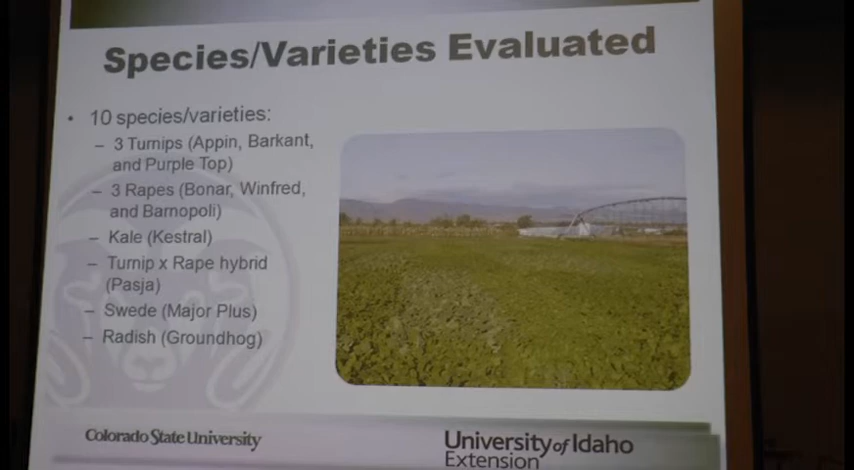 Species/Varieties Evaluated
• 10 species/varieties:
– 3 Turnips (Appin, Barkant,
and Purple Top)
– 3 Rapes (Bonar, Winfred,
and Barnopoli)
– Kale (Kestral)
– Turnip x Rape hybrid
(Pasja)
– Swede (Major Plus)
– Radish (Groundhog)
Colorado State University
University of Idaho
Extension